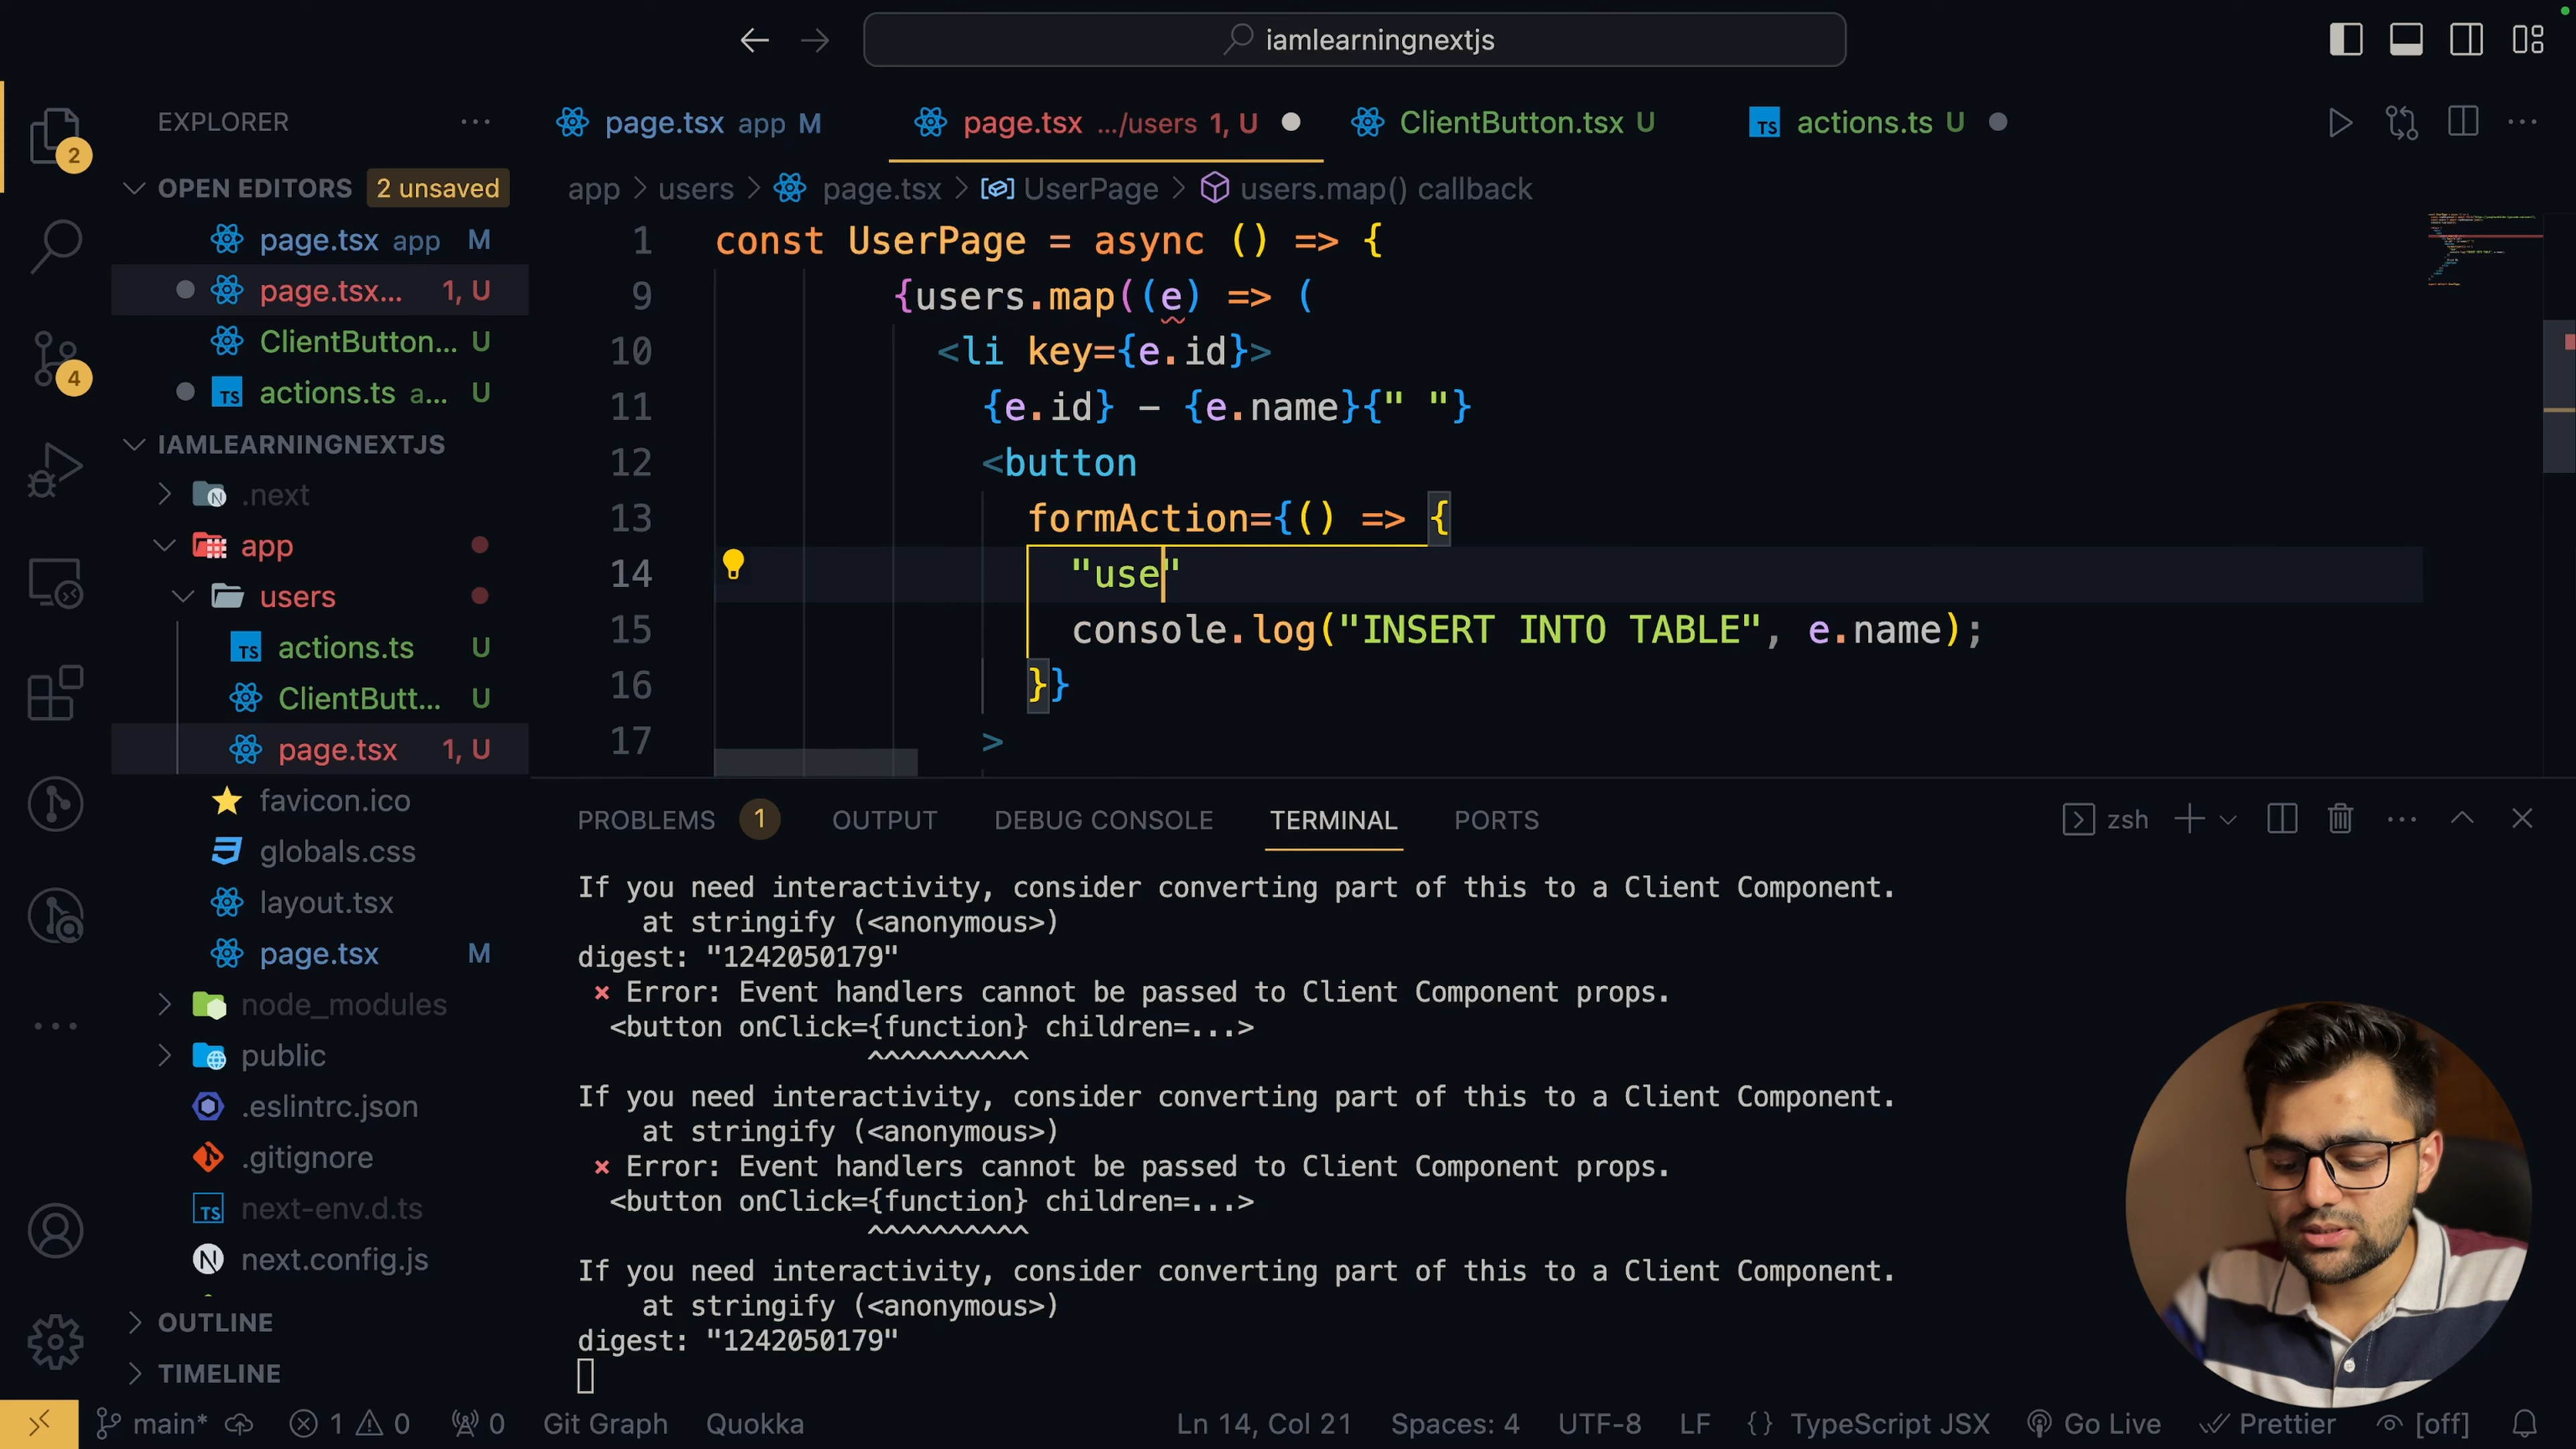 iamlearningnextjs
EXPLORER
page.tsx app M
page.tsx .../users 1, U
ClientButton.tsx U
TS actions.ts U
2
OPEN EDITORS 2 unsaved
app > users > page.tsx > UserPage > users.map() callback
page.tsx app M
page.tsx... 1, U
ClientButton... U
TS actions.ts a... U
IAMLEARNINGNEXTJS
.next
app
users
TS actions.ts U
ClientButt... U
page.tsx 1, U
favicon.ico
globals.css
layout.tsx
page.tsx M
node_modules
public
.eslintrc.json
.gitignore
TS next-env.d.ts
N next.config.js
OUTLINE
TIMELINE
4
1 const UserPage = async () => {
9 {users.map((e) => (
10 <li key={e.id}>
11 {e.id} - {e.name}{" "}
12 <button
13 formAction={() => {
14 "use"
15 console.log("INSERT INTO TABLE", e.name);
16 }}
17 >
PROBLEMS 1 OUTPUT DEBUG CONSOLE TERMINAL PORTS
zsh
If you need interactivity, consider converting part of this to a Client Component.
at stringify (<anonymous>)
digest: "1242050179"
⨯ Error: Event handlers cannot be passed to Client Component props.
<button onClick={function} children=...>
^^^^^^^^^^
If you need interactivity, consider converting part of this to a Client Component.
at stringify (<anonymous>)
⨯ Error: Event handlers cannot be passed to Client Component props.
<button onClick={function} children=...>
^^^^^^^^^^
If you need interactivity, consider converting part of this to a Client Component.
at stringify (<anonymous>)
digest: "1242050179"
main* 1 0 0 Git Graph Quokka Ln 14, Col 21 Spaces: 4 UTF-8 LF {} TypeScript JSX Go Live Prettier [off]